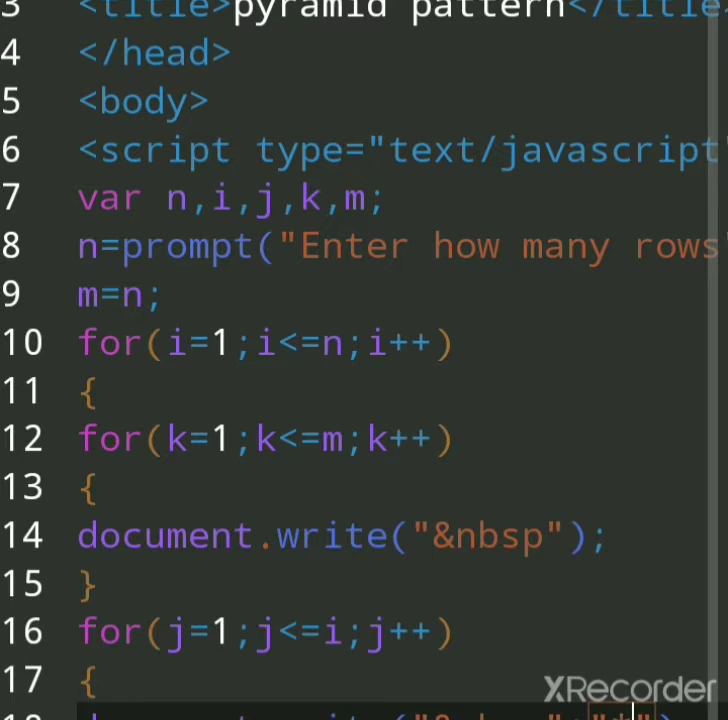 3 <title>pyramid pattern</title
4 </head>
5 <body>
6 <script type="text/javascript"
7 var n,i,j,k,m;
8 n=prompt("Enter how many rows"
9 m=n;
10 for(i=1;i<=n;i++)
11 {
12 for(k=1;k<=m;k++)
13 {
14 document.write("&nbsp");
15 }
16 for(j=1;j<=i;j++)
17 {
XRecorder